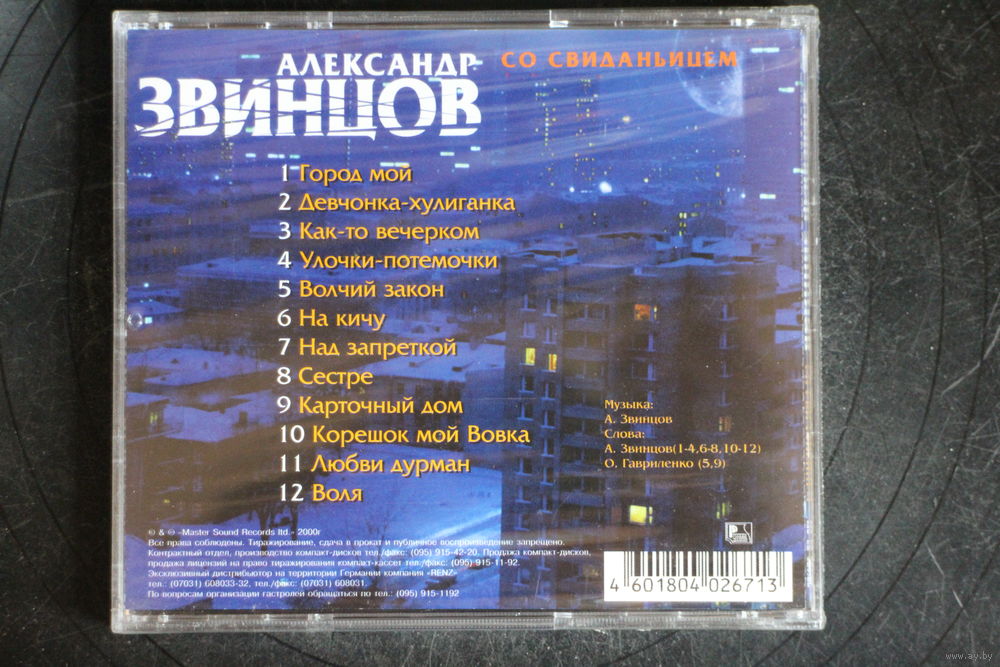 АЛЕКСАНДР
ЗВИНЦОВ
СО СВИДАНЬИЦЕМ
1 Город мой
2 Девчонка-хулиганка
3 Как-то вечерком
4 Улочки-потемочки
5 Волчий закон
6 На кичу
7 Над запреткой
8 Сестре
9 Карточный дом
10 Корешок мой Вовка
11 Любви дурман
12 Воля
Музыка:
А. Звинцов
Слова:
А. Звинцов(1-4,6-8,10-12)
О. Гавриленко (5,9)
℗ & © «Master Sound Records ltd.» 2000г
Все права соблюдены. Тиражирование, сдача в прокат и публичное воспроизведение запрещено.
Контрактный отдел, производство компакт-дисков тел./факс: (095) 915-42-20. Продажа компакт-дисков,
продажа лицензий на право тиражирования компакт-кассет тел./факс: (095) 915-11-92.
Эксклюзивный дистрибьютор на территории Германии компания «RENZ»
тел.: (07031) 608033-32, тел./факс: (07031) 608031.
По вопросам организации гастролей обращаться по тел.: (095) 915-1192
4 601804 026713
www.ay.by